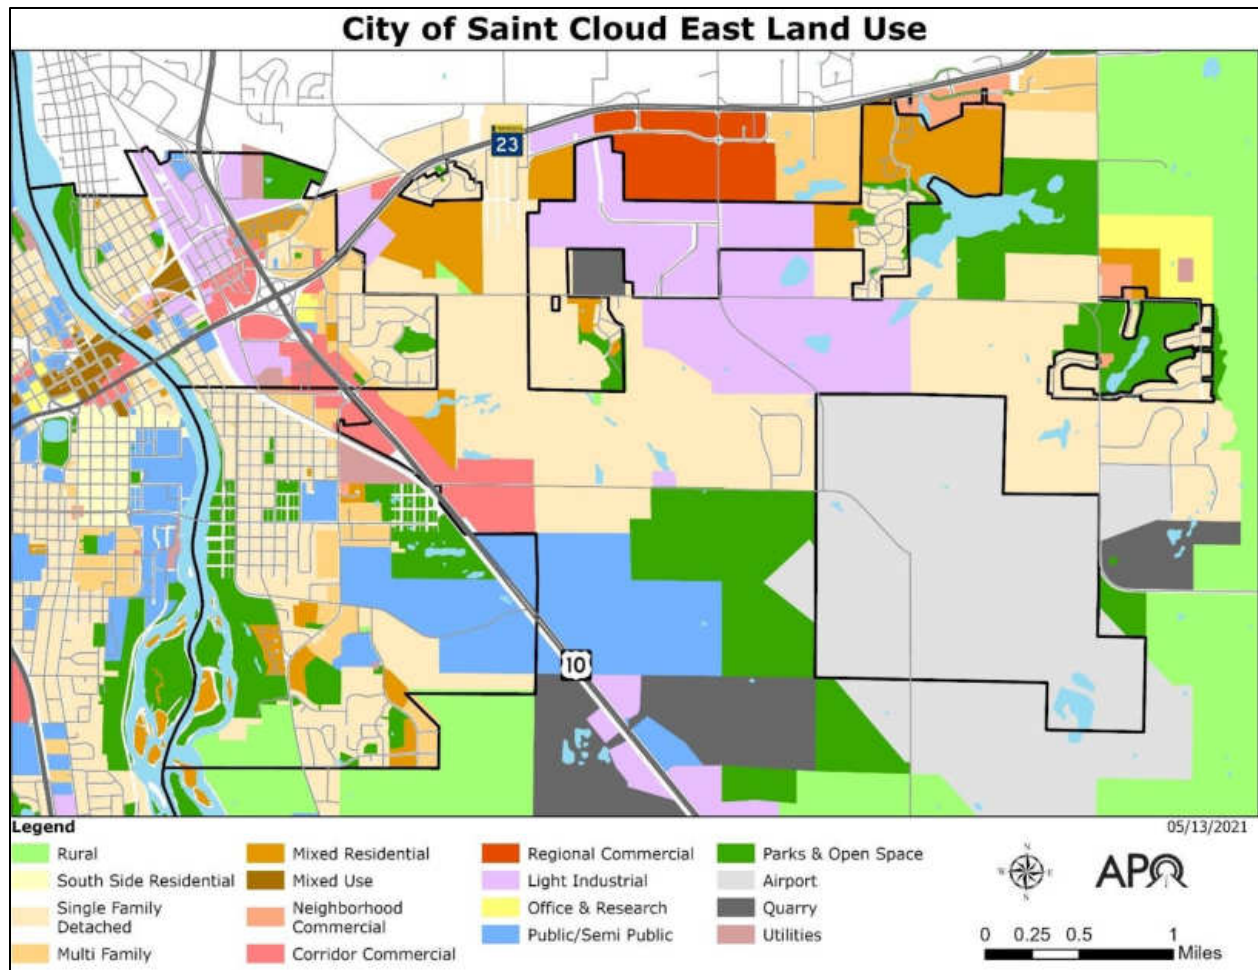 City of Saint Cloud East Land Use
23
10
Legend
05/13/2021
Rural
South Side Residential
Single Family
Detached
Multi Family
Mixed Residential
Mixed Use
Neighborhood
Commercial
Corridor Commercial
Regional Commercial
Light Industrial
Office & Research
Public/Semi Public
Parks & Open Space
Airport
Quarry
Utilities
N
W E
S
APO
0 0.25 0.5 1
Miles